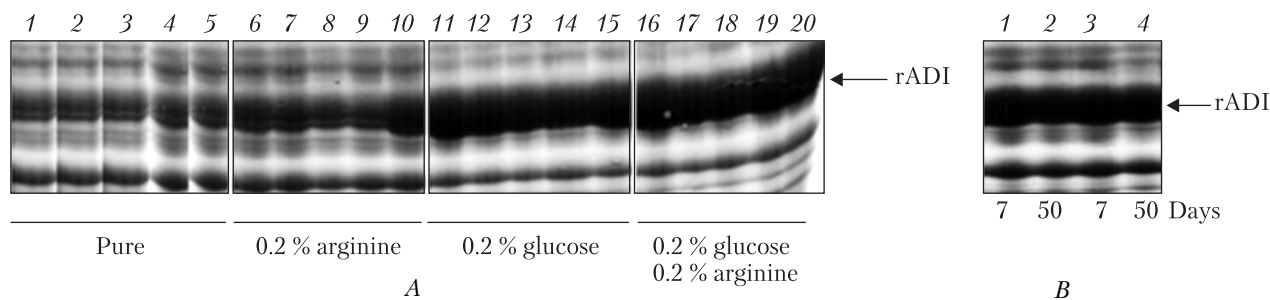 1 2 3 4 5 6 7 8 9 10 11 12 13 14 15 16 17 18 19 20
rADI
Pure
0.2 % arginine
0.2 % glucose
0.2 % glucose
0.2 % arginine
A
1 2 3 4
rADI
7 50 7 50 Days
B